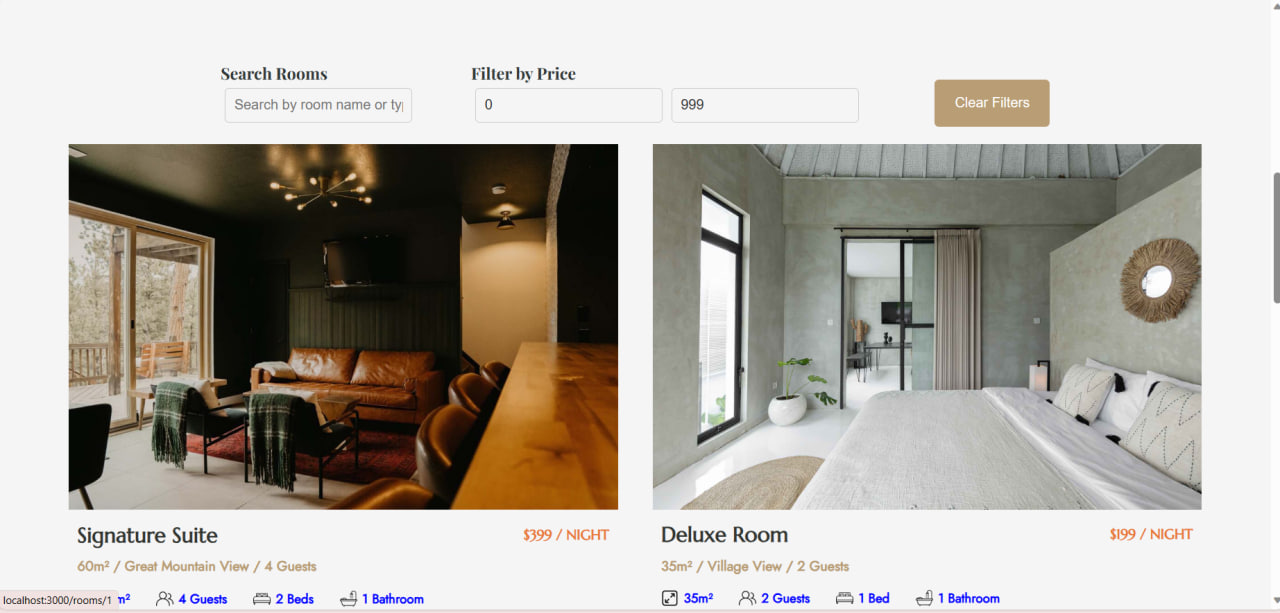 Search Rooms
Filter by Price
Search by room name or ty
0
999
Clear Filters
Signature Suite
$399 / NIGHT
60m² / Great Mountain View / 4 Guests
m²
4 Guests
2 Beds
1 Bathroom
Deluxe Room
$199 / NIGHT
35m² / Village View / 2 Guests
35m²
2 Guests
1 Bed
1 Bathroom
localhost:3000/rooms/1